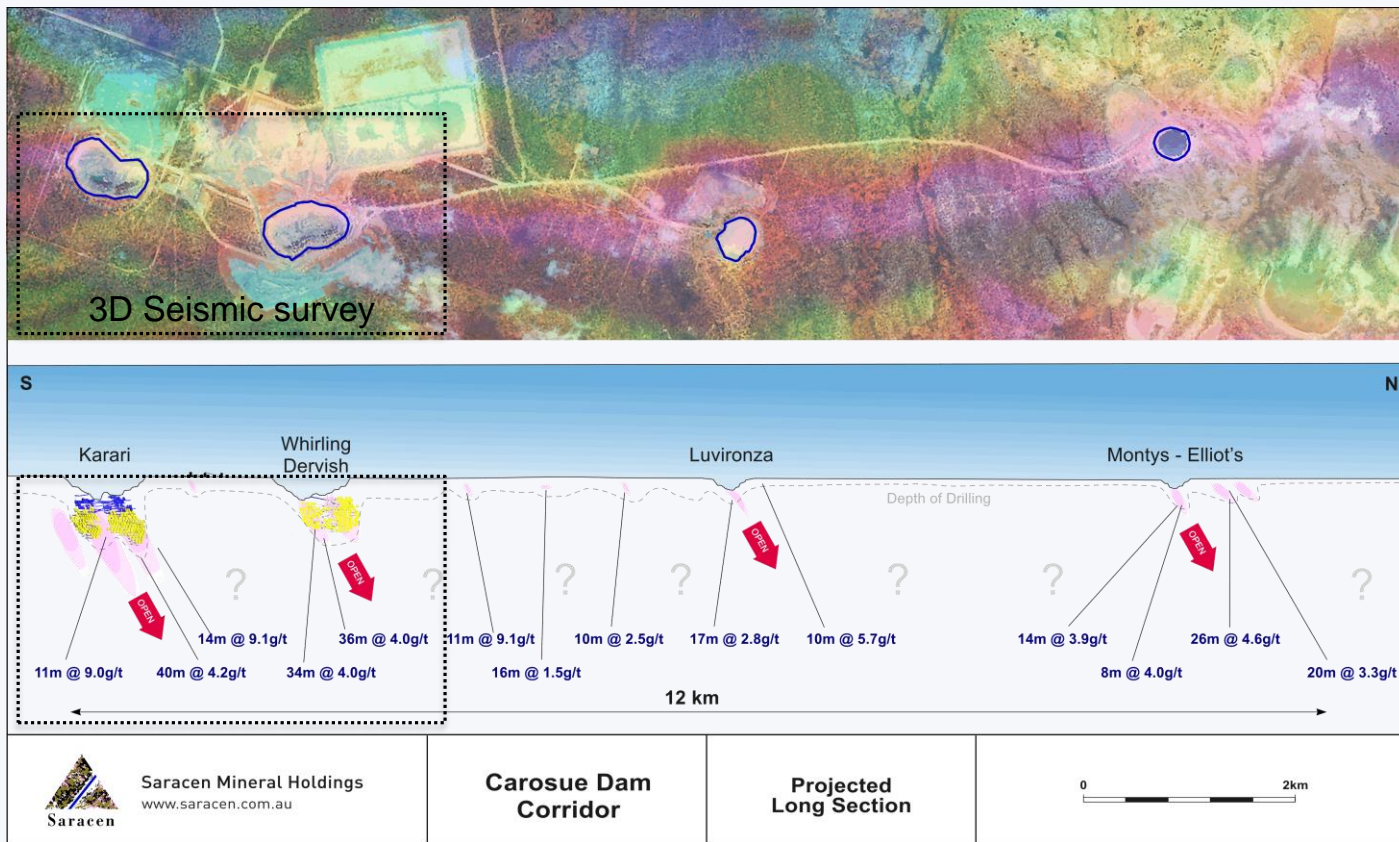 3D Seismic survey
S
N
Karari
Whirling
Dervish
Luvironza
Montys - Elliot's
Depth of Drilling
OPEN
OPEN
OPEN
OPEN
?
?
?
?
?
?
?
14m @ 9.1g/t
36m @ 4.0g/t
11m @ 9.1g/t
10m @ 2.5g/t
17m @ 2.8g/t
10m @ 5.7g/t
14m @ 3.9g/t
26m @ 4.6g/t
11m @ 9.0g/t
40m @ 4.2g/t
34m @ 4.0g/t
16m @ 1.5g/t
8m @ 4.0g/t
20m @ 3.3g/t
12 km
Saracen
Saracen Mineral Holdings
www.saracen.com.au
Carosue Dam
Corridor
Projected
Long Section
0
2km